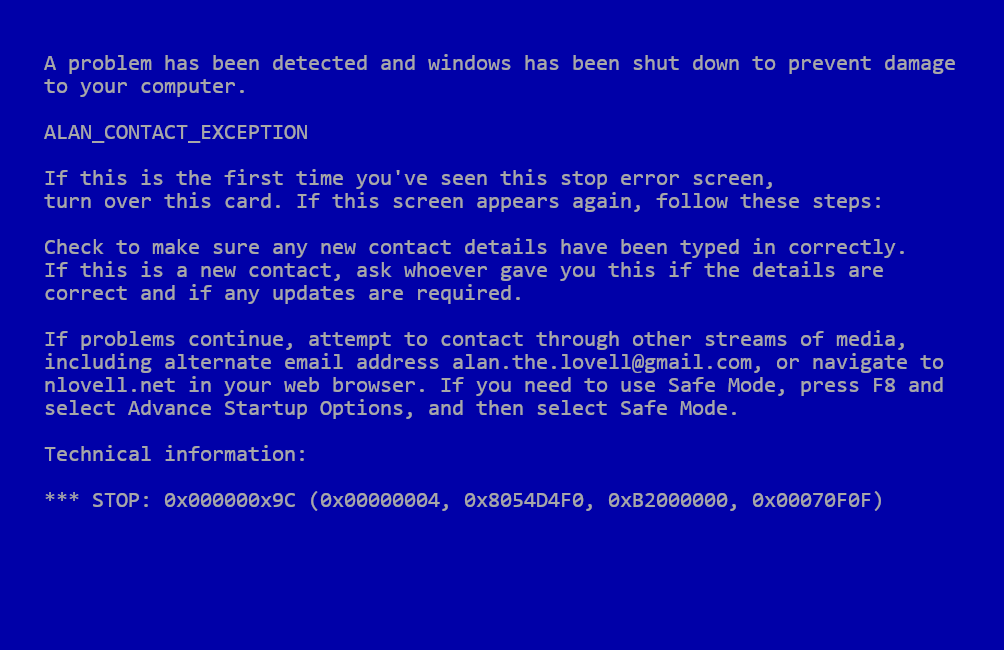 A problem has been detected and windows has been shut down to prevent damage
to your computer.
ALAN_CONTACT_EXCEPTION
If this is the first time you've seen this stop error screen,
turn over this card. If this screen appears again, follow these steps:
Check to make sure any new contact details have been typed in correctly.
If this is a new contact, ask whoever gave you this if the details are
correct and if any updates are required.
If problems continue, attempt to contact through other streams of media,
including alternate email address alan.the.lovell@gmail.com, or navigate to
nlovell.net in your web browser. If you need to use Safe Mode, press F8 and
select Advance Startup Options, and then select Safe Mode.
Technical information:
*** STOP: 0x000000x9C (0x00000004, 0x8054D4F0, 0xB2000000, 0x00070F0F)